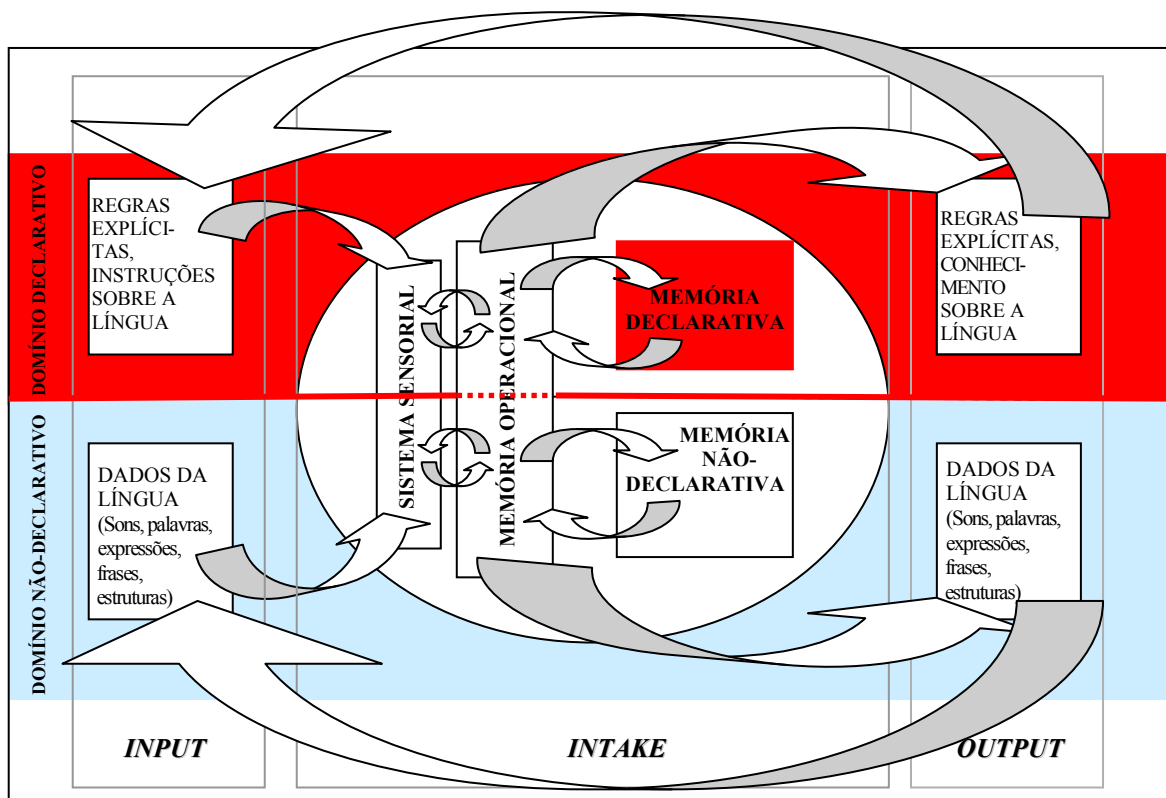 DOMÍNIO DECLARATIVO
REGRAS
EXPLÍCI-
TAS,
INSTRUÇÕES
SOBRE A
LÍNGUA
SISTEMA SENSORIAL
MEMÓRIA OPERACIONAL
MEMÓRIA
DECLARATIVA
REGRAS
EXPLÍCITAS,
CONHECI-
MENTO
SOBRE A
LÍNGUA
DOMÍNIO NÃO-DECLARATIVO
DADOS DA
LÍNGUA
(Sons, palavras,
expressões,
frases,
estruturas)
MEMÓRIA
NÃO-
DECLARATIVA
DADOS DA
LÍNGUA
(Sons, palavras,
expressões,
frases,
estruturas)
INPUT
INTAKE
OUTPUT